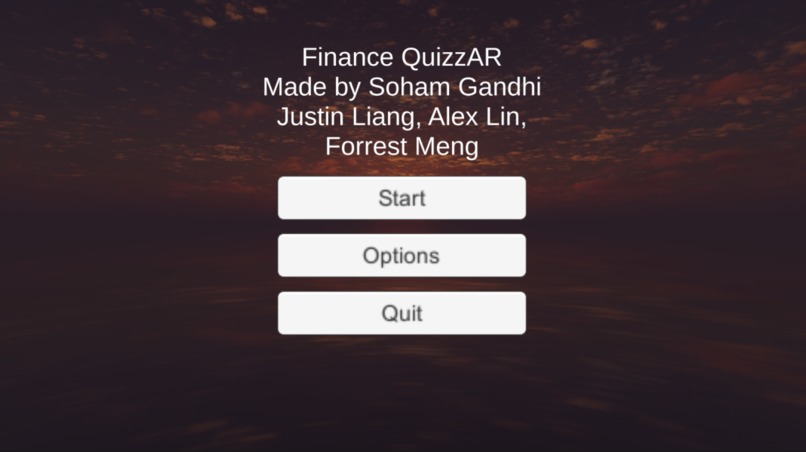 Finance QuizzAR
Made by Soham Gandhi
Justin Liang, Alex Lin,
Forrest Meng
Start
Options
Quit